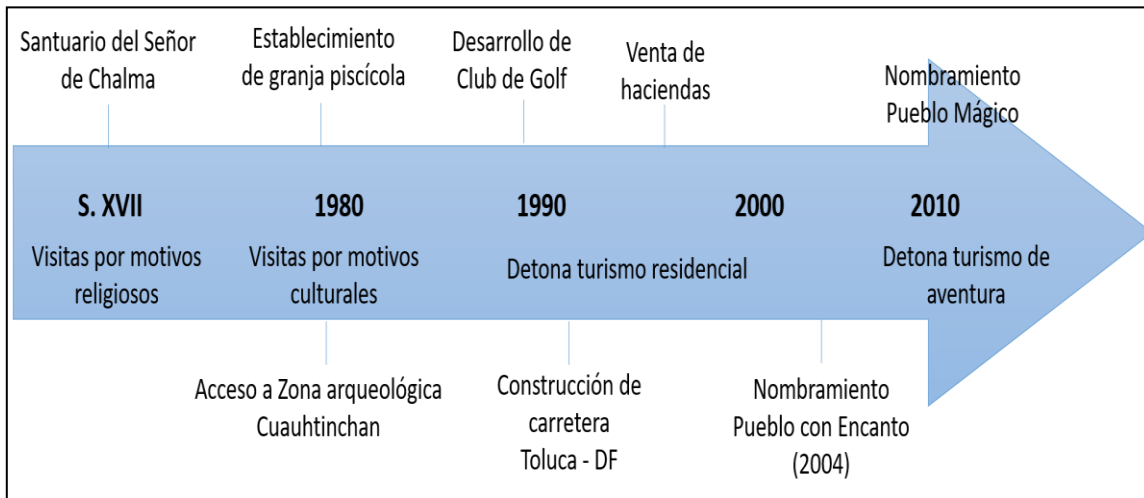 Santuario del Señor
de Chalma
Establecimiento
de granja piscícola
Desarrollo de
Club de Golf
Venta de
haciendas
Nombramiento
Pueblo Mágico
S. XVII
1980
1990
2000
2010
Visitas por motivos
religiosos
Visitas por motivos
culturales
Detona turismo residencial
Detona turismo de
aventura
Acceso a Zona arqueológica
Cuauhtinchan
Construcción de
carretera
Toluca - DF
Nombramiento
Pueblo con Encanto
(2004)